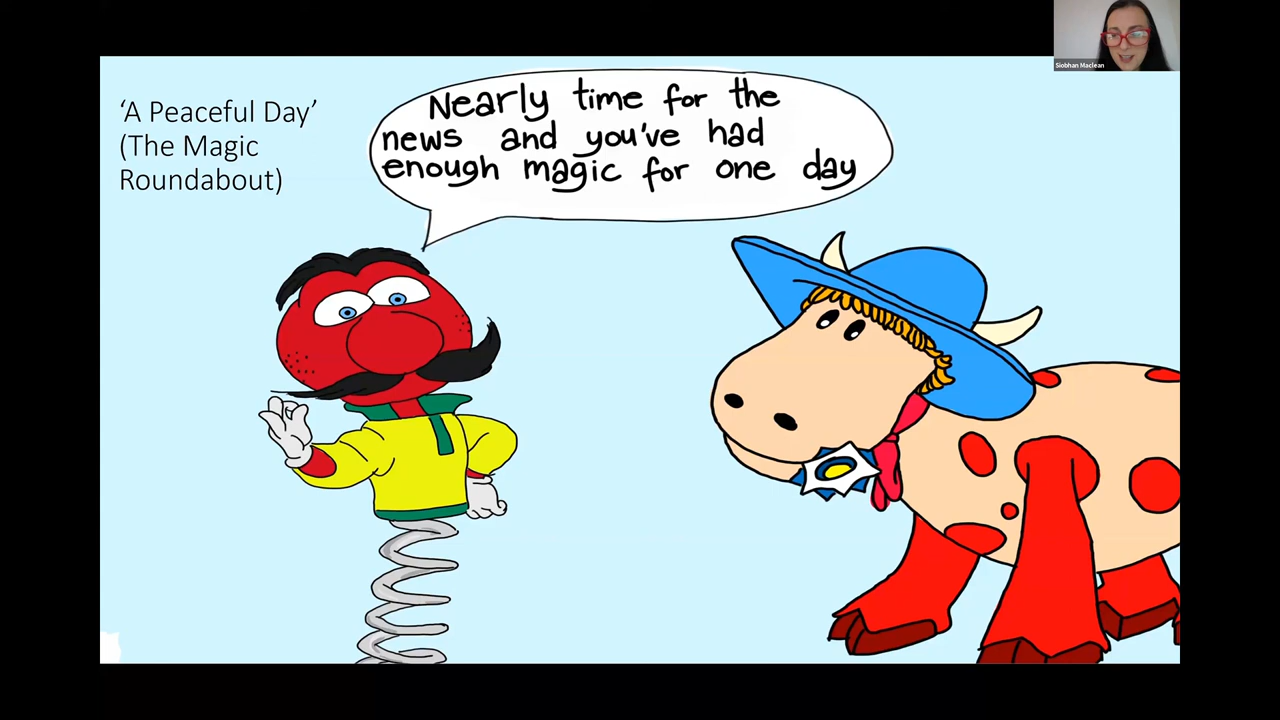 ‘A Peaceful Day’
(The Magic
Roundabout)
Nearly time for the
news and you've had
enough magic for one day
Siobhan Maclean